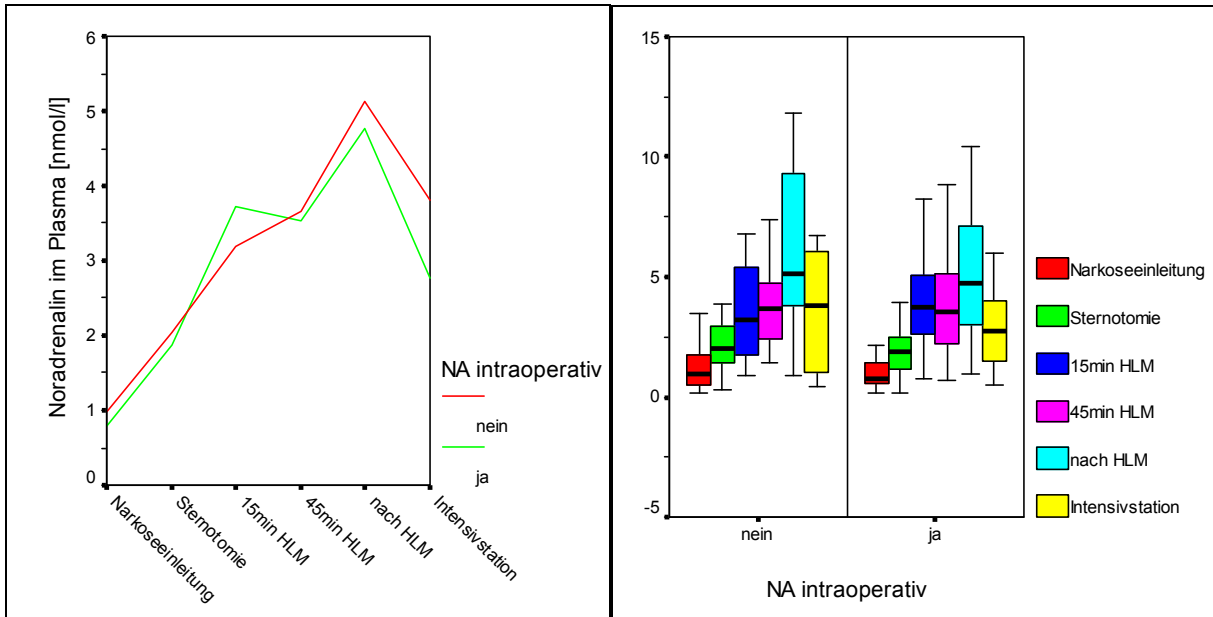 Noradrenalin im Plasma [nmol/l]
6
5
4
3
2
1
0
Narkoseeinleitung
Sternotomie
15min HLM
45min HLM
nach HLM
Intensivstation
NA intraoperativ
nein
ja
15
10
5
0
-5
nein
ja
NA intraoperativ
Narkoseeinleitung
Sternotomie
15min HLM
45min HLM
nach HLM
Intensivstation